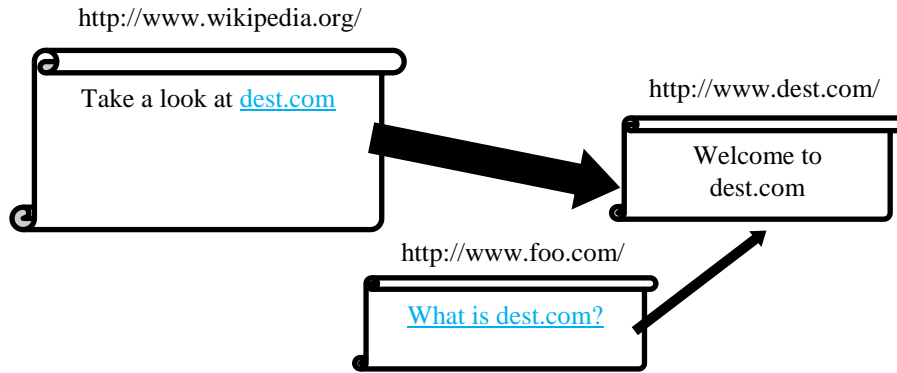 http://www.wikipedia.org/
Take a look at dest.com
http://www.dest.com/
Welcome to
dest.com
http://www.foo.com/
What is dest.com?